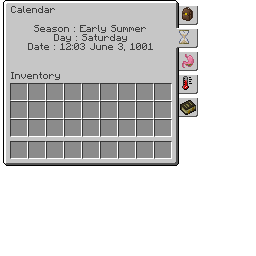 Calendar
Season : Early Summer
Day : Saturday
Date : 12:03 June 3, 1001
Inventory